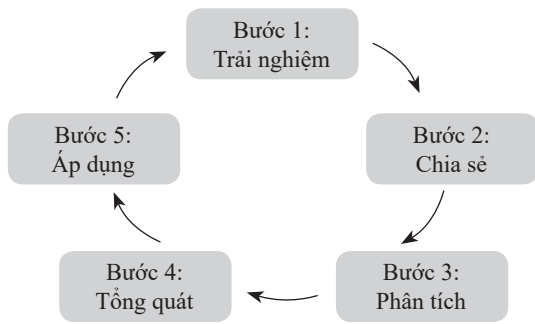 Bước 1:
Trải nghiệm
Bước 2:
Chia sẻ
Bước 3:
Phân tích
Bước 4:
Tổng quát
Bước 5:
Áp dụng